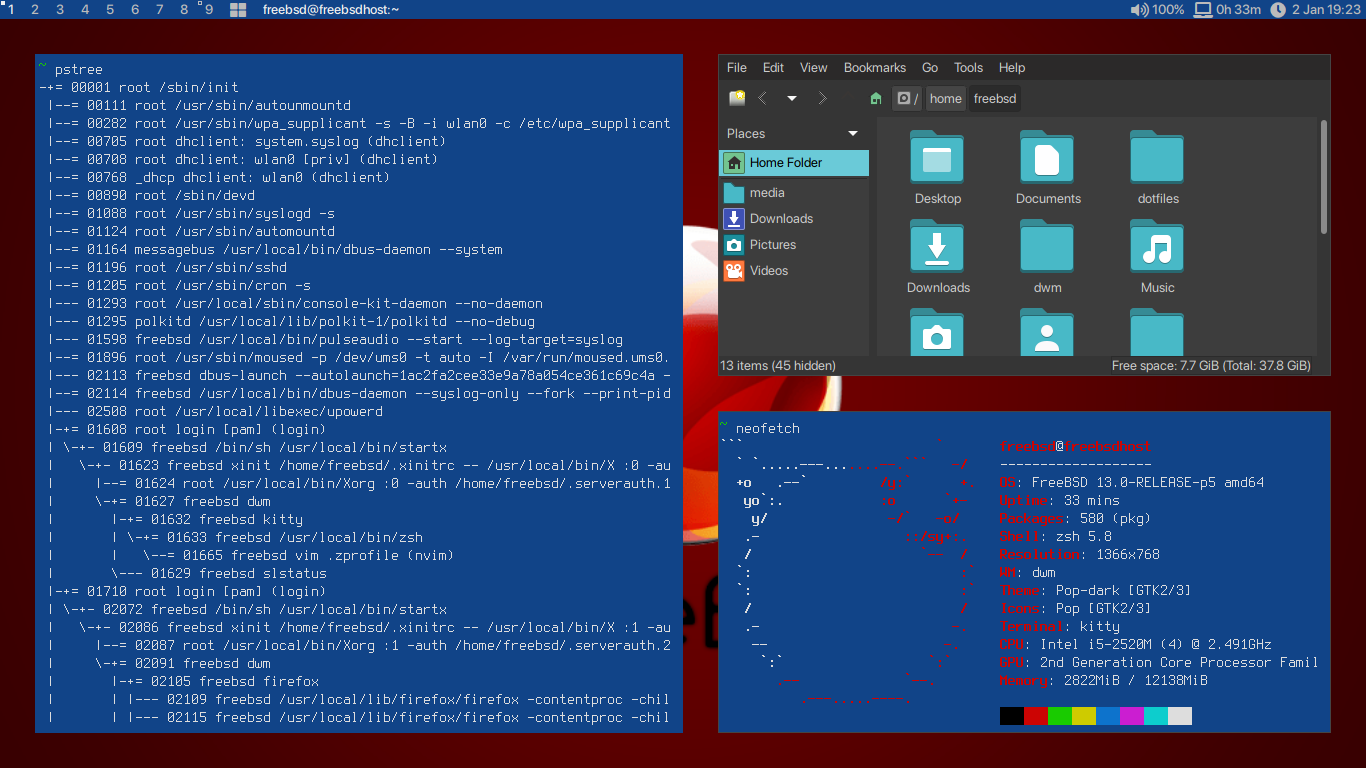 1 2 3 4 5 6 7 8 9 freebsd@freebsdhost:~ 100% 0h 33m 2 Jan 19:23
~ pstree
-+= 00001 root /sbin/init
 |--= 00111 root /usr/sbin/autounmountd
 |--= 00282 root /usr/sbin/wpa_supplicant -s -B -i wlan0 -c /etc/wpa_supplicant
 |--= 00705 root dhclient: system.syslog (dhclient)
 |--= 00708 root dhclient: wlan0 [priv] (dhclient)
 |--= 00768 _dhcp dhclient: wlan0 (dhclient)
 |--= 00890 root /sbin/devd
 |--= 01088 root /usr/sbin/syslogd -s
 |--= 01124 root /usr/sbin/automountd
 |--= 01164 messagebus /usr/local/bin/dbus-daemon --system
 |--= 01196 root /usr/sbin/sshd
 |--= 01205 root /usr/sbin/cron -s
 |--- 01293 root /usr/local/sbin/console-kit-daemon --no-daemon
 |--- 01295 polkitd /usr/local/lib/polkit-1/polkitd --no-debug
 |--= 01598 freebsd /usr/local/bin/pulseaudio --start --log-target=syslog
 |--= 01896 root /usr/sbin/moused -p /dev/ums0 -t auto -I /var/run/moused.ums0.
 |--- 02113 freebsd dbus-launch --autolaunch=1ac2fa2cee33e9a78a054ce361c69c4a -
 |--= 02114 freebsd /usr/local/bin/dbus-daemon --syslog-only --fork --print-pid
 |--- 02508 root /usr/local/libexec/upowerd
 |-+= 01608 root login [pam] (login)
 | \-+- 01609 freebsd /bin/sh /usr/local/bin/startx
 |   \-+- 01623 freebsd xinit /home/freebsd/.xinitrc -- /usr/local/bin/X :0 -au
 |     |--= 01624 root /usr/local/bin/Xorg :0 -auth /home/freebsd/.serverauth.1
 |     \-+= 01627 freebsd dwm
 |       |-+= 01632 freebsd kitty
 |       | \-+= 01633 freebsd /usr/local/bin/zsh
 |       |   \--= 01665 freebsd vim .zprofile (nvim)
 |       \--- 01629 freebsd slstatus
 |-+= 01710 root login [pam] (login)
 | \-+- 02072 freebsd /bin/sh /usr/local/bin/startx
 |   \-+- 02086 freebsd xinit /home/freebsd/.xinitrc -- /usr/local/bin/X :1 -au
 |     |--= 02087 root /usr/local/bin/Xorg :1 -auth /home/freebsd/.serverauth.2
 |     \-+= 02091 freebsd dwm
 |       |-+= 02105 freebsd firefox
 |       | |--- 02109 freebsd /usr/local/lib/firefox/firefox -contentproc -chil
 |       | |--- 02115 freebsd /usr/local/lib/firefox/firefox -contentproc -chil
File Edit View Bookmarks Go Tools Help
/ home freebsd
Places
Home Folder
media
Downloads
Pictures
Videos
Desktop Documents dotfiles
Downloads dwm Music
13 items (45 hidden) Free space: 7.7 GiB (Total: 37.8 GiB)
~ neofetch
freebsd@freebsdhost
-------------------
OS: FreeBSD 13.0-RELEASE-p5 amd64
Uptime: 33 mins
Packages: 580 (pkg)
Shell: zsh 5.8
Resolution: 1366x768
WM: dwm
Theme: Pop-dark [GTK2/3]
Icons: Pop [GTK2/3]
Terminal: kitty
CPU: Intel i5-2520M (4) @ 2.491GHz
GPU: 2nd Generation Core Processor Famil
Memory: 2822MiB / 12138MiB